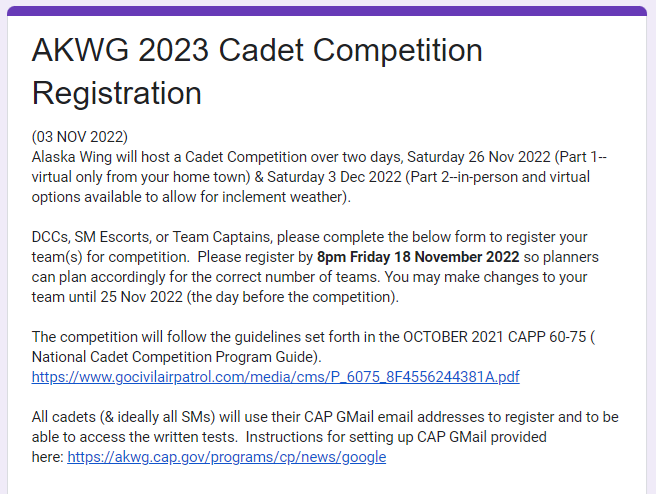 AKWG 2023 Cadet Competition
Registration
(03 NOV 2022)
Alaska Wing will host a Cadet Competition over two days, Saturday 26 Nov 2022 (Part 1--
virtual only from your home town) & Saturday 3 Dec 2022 (Part 2--in-person and virtual
options available to allow for inclement weather).
DCCs, SM Escorts, or Team Captains, please complete the below form to register your
team(s) for competition.  Please register by 8pm Friday 18 November 2022 so planners
can plan accordingly for the correct number of teams. You may make changes to your
team until 25 Nov 2022 (the day before the competition).
The competition will follow the guidelines set forth in the OCTOBER 2021 CAPP 60-75 (
National Cadet Competition Program Guide).
https://www.gocivilairpatrol.com/media/cms/P_6075_8F4556244381A.pdf
All cadets (& ideally all SMs) will use their CAP GMail email addresses to register and to be
able to access the written tests.  Instructions for setting up CAP GMail provided
here: https://akwg.cap.gov/programs/cp/news/google